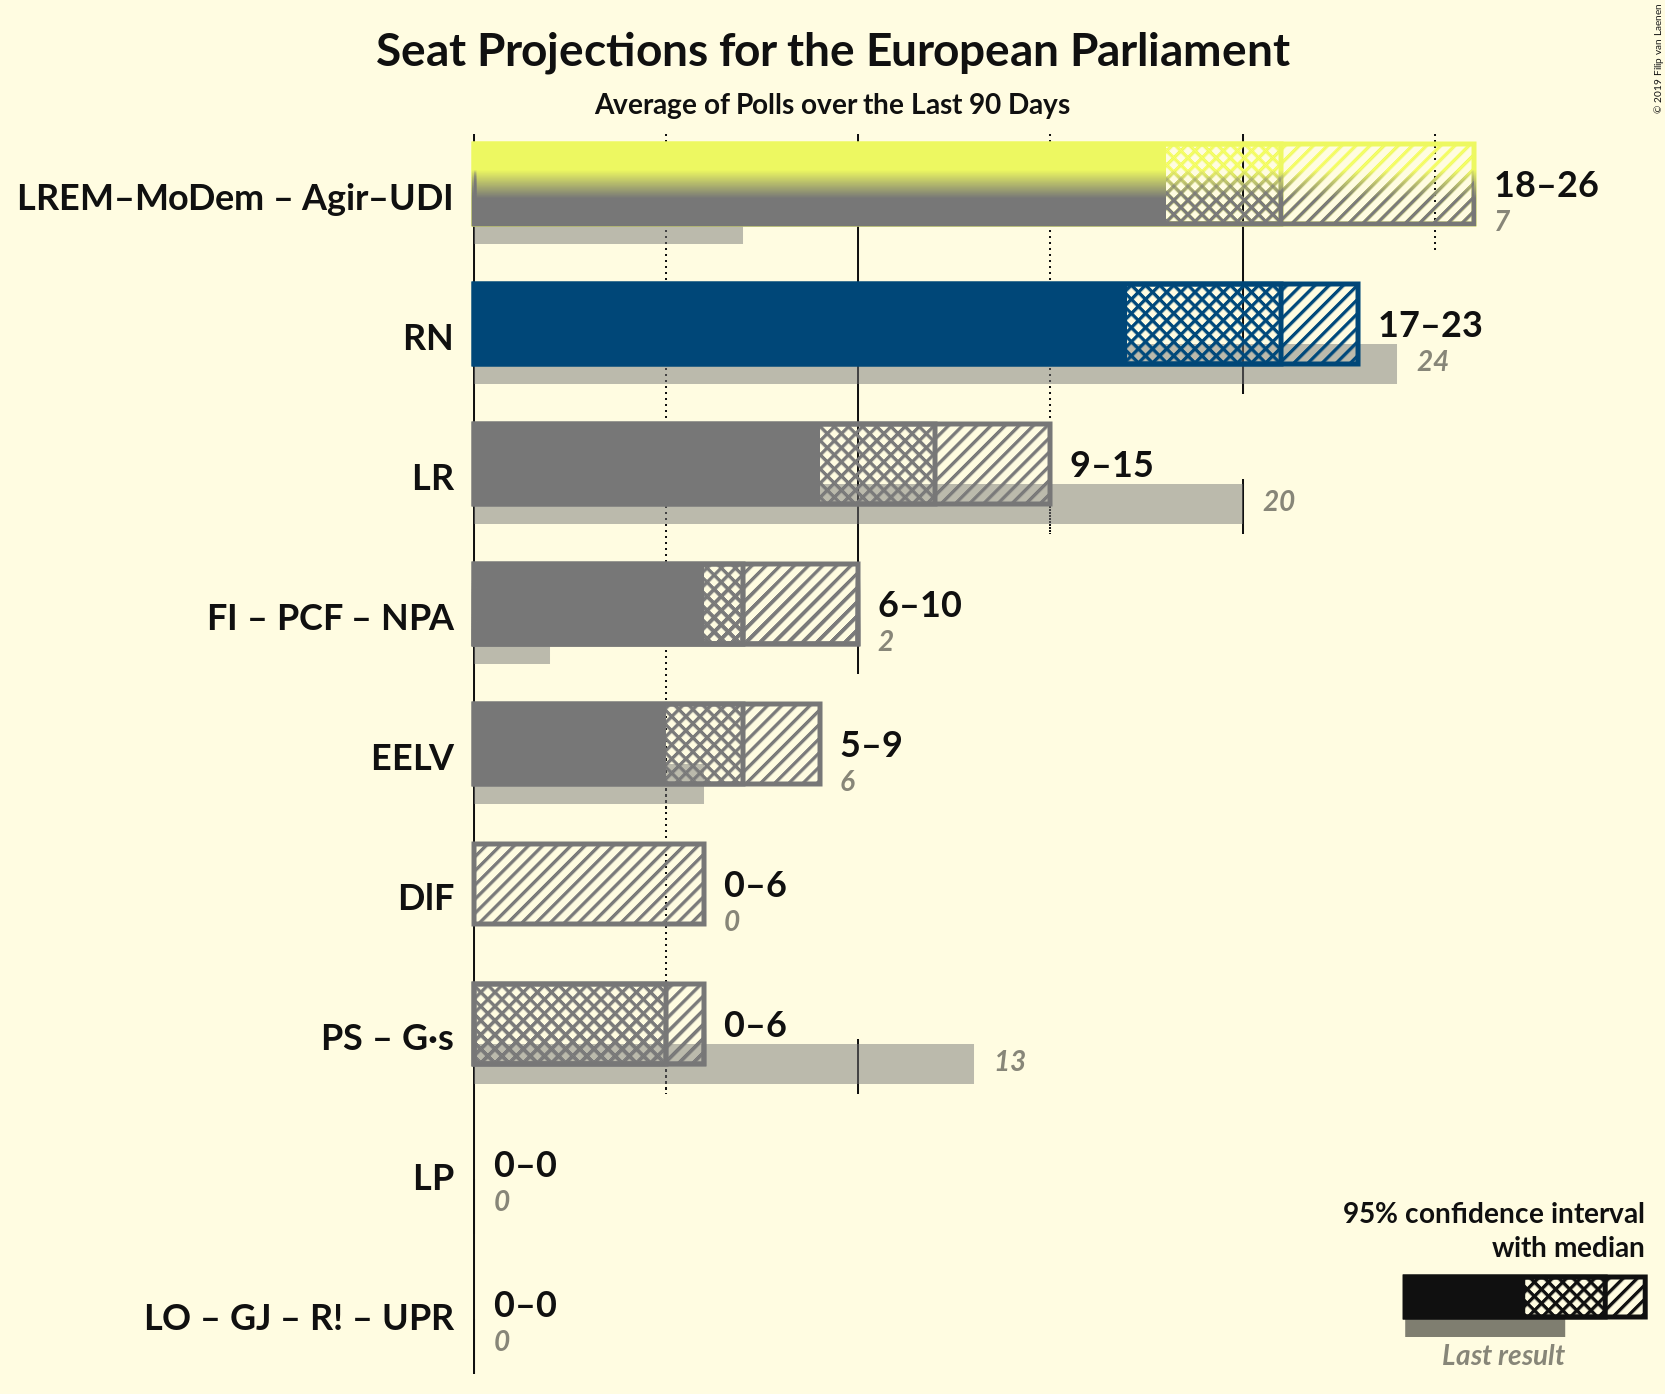 Seat Projections for the European Parliament
Average of Polls over the Last 90 Days
© 2019 Filip van Laenen
LREM–MoDem – Agir–UDI
18–26
7
RN
17–23
24
LR
9–15
20
FI – PCF – NPA
6–10
2
EELV
5–9
6
DlF
0–6
0
PS – G·s
0–6
13
LP
0–0
0
LO – GJ – R! – UPR
0–0
0
95% confidence interval
with median
Last result